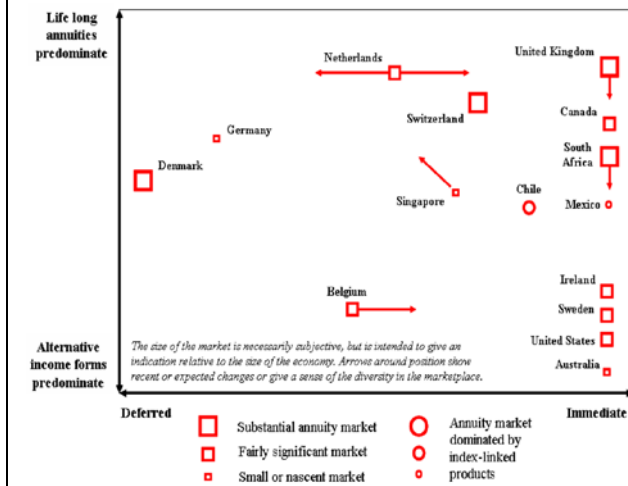 Life long
annuities
predominate
Netherlands
United Kingdom
Switzerland
Canada
Germany
South
Africa
Denmark
Singapore
Chile
Mexico
Ireland
Belgium
Sweden
United States
Australia
Alternative
income forms
predominate
The size of the market is necessarily subjective, but is intended to give an
indication relative to the size of the economy. Arrows around position show
recent or expected changes or give a sense of the diversity in the marketplace.
Deferred
Immediate
Substantial annuity market
Fairly significant market
Small or nascent market
Annuity market
dominated by
index-linked
products